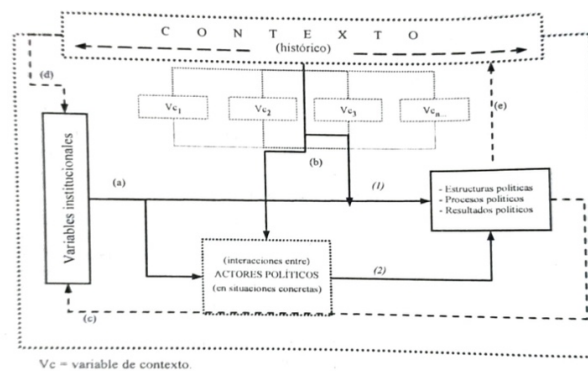 C O N T E X T O
(histórico)
(d)
Vc1
Vc2
Vc3
Vcn...
(e)
(b)
Variables institucionales
(a)
(1)
- Estructuras políticas
- Procesos políticos
- Resultados políticos
(interacciones entre)
ACTORES POLÍTICOS
(en situaciones concretas)
(2)
(c)
Vc = variable de contexto.